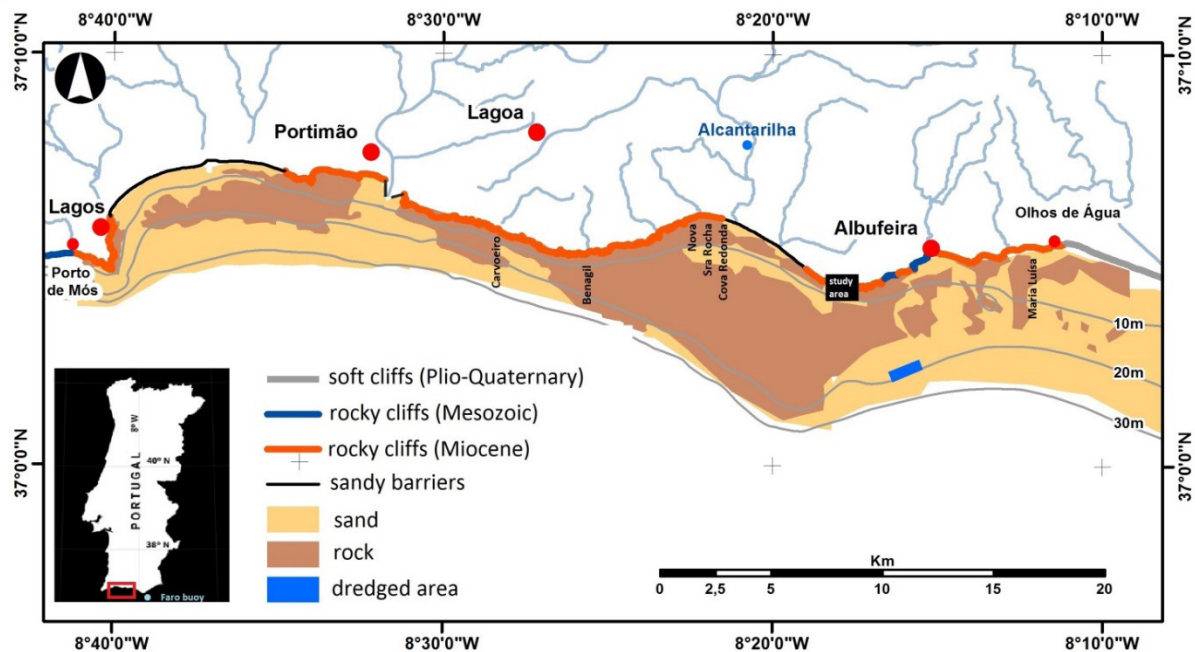 8°40'0"W
8°30'0"W
8°20'0"W
8°10'0"W
37°10'0"N
37°10'0"N
Lagoa
Portimão
Alcantarilha
Lagos
Albufeira
Olhos de Água
Porto
de Mós
Carvoeiro
Benagil
Nova
Sra Rocha
Cova Redonda
study
area
Maria Luísa
10m
20m
30m
soft cliffs (Plio-Quaternary)
rocky cliffs (Mesozoic)
rocky cliffs (Miocene)
sandy barriers
sand
rock
dredged area
PORTUGAL
8º W
40º N
38º N
Faro buoy
37°0'0"N
37°0'0"N
Km
0
2,5
5
10
15
20
8°40'0"W
8°30'0"W
8°20'0"W
8°10'0"W